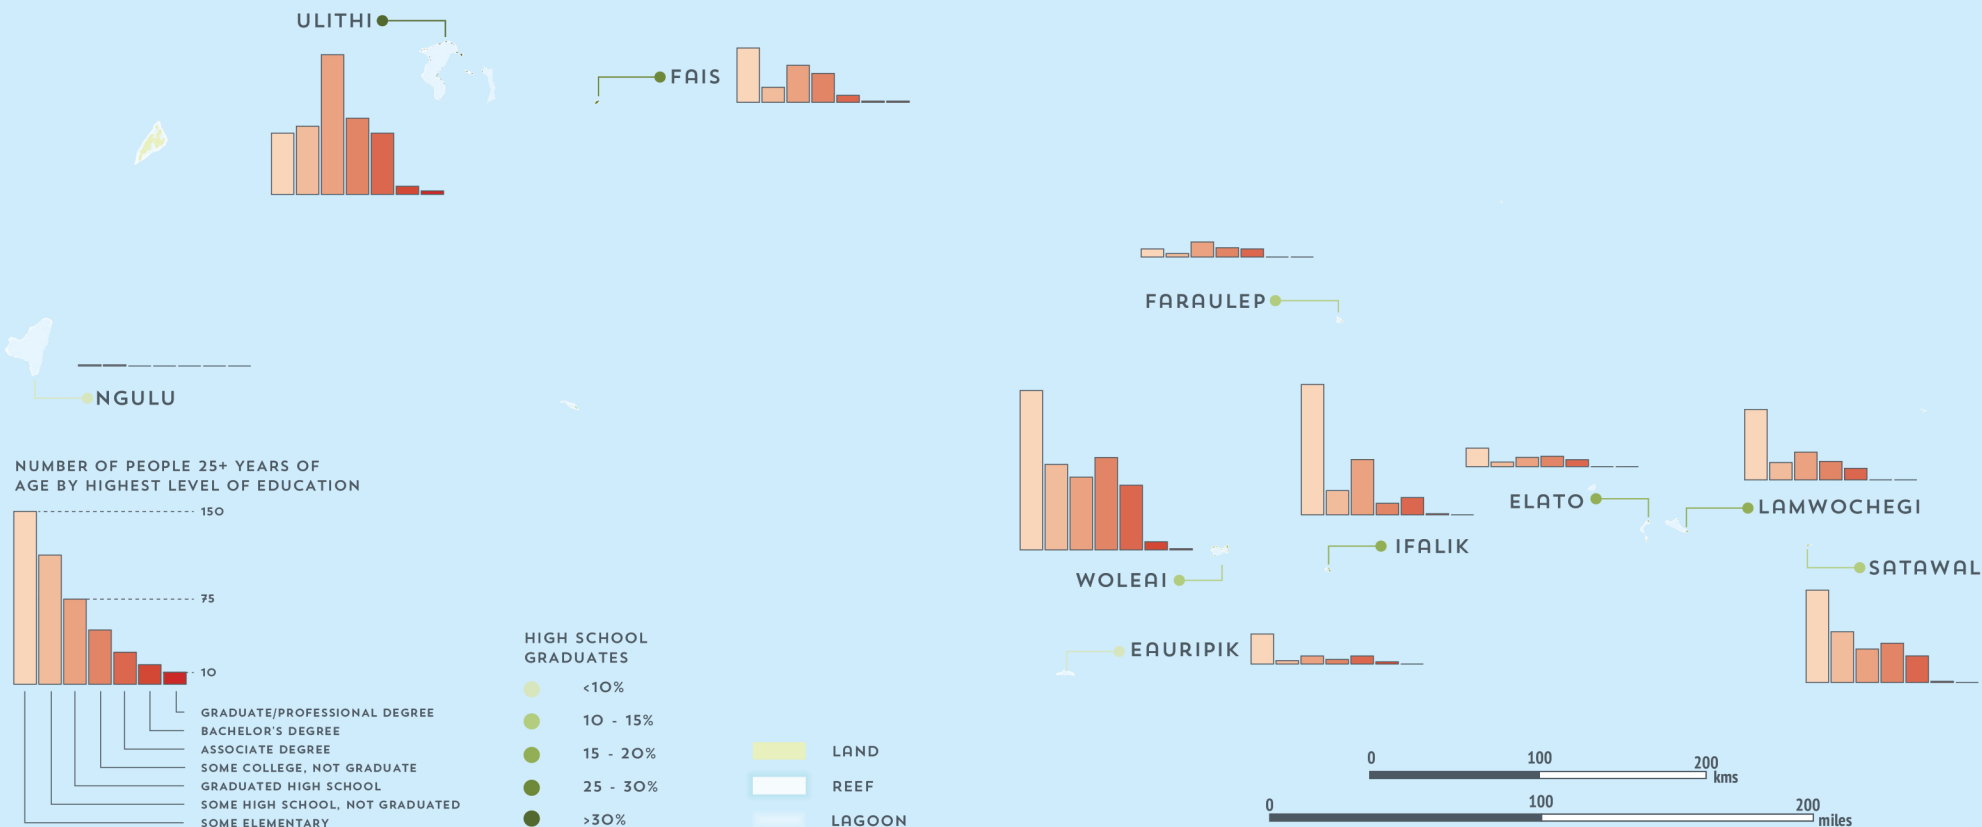 ULITHI
FAIS
FARAULEP
NGULU
NUMBER OF PEOPLE 25+ YEARS OF
AGE BY HIGHEST LEVEL OF EDUCATION
150
75
10
GRADUATE/PROFESSIONAL DEGREE
BACHELOR'S DEGREE
ASSOCIATE DEGREE
SOME COLLEGE, NOT GRADUATE
GRADUATED HIGH SCHOOL
SOME HIGH SCHOOL, NOT GRADUATED
SOME ELEMENTARY
ELATO
LAMWOCHEGI
IFALIK
SATAWAL
WOLEAI
EAURIPIK
HIGH SCHOOL
GRADUATES
<10%
10 - 15%
15 - 20%
25 - 30%
>30%
LAND
REEF
LAGOON
0 100 200
kms
0 100 200
miles